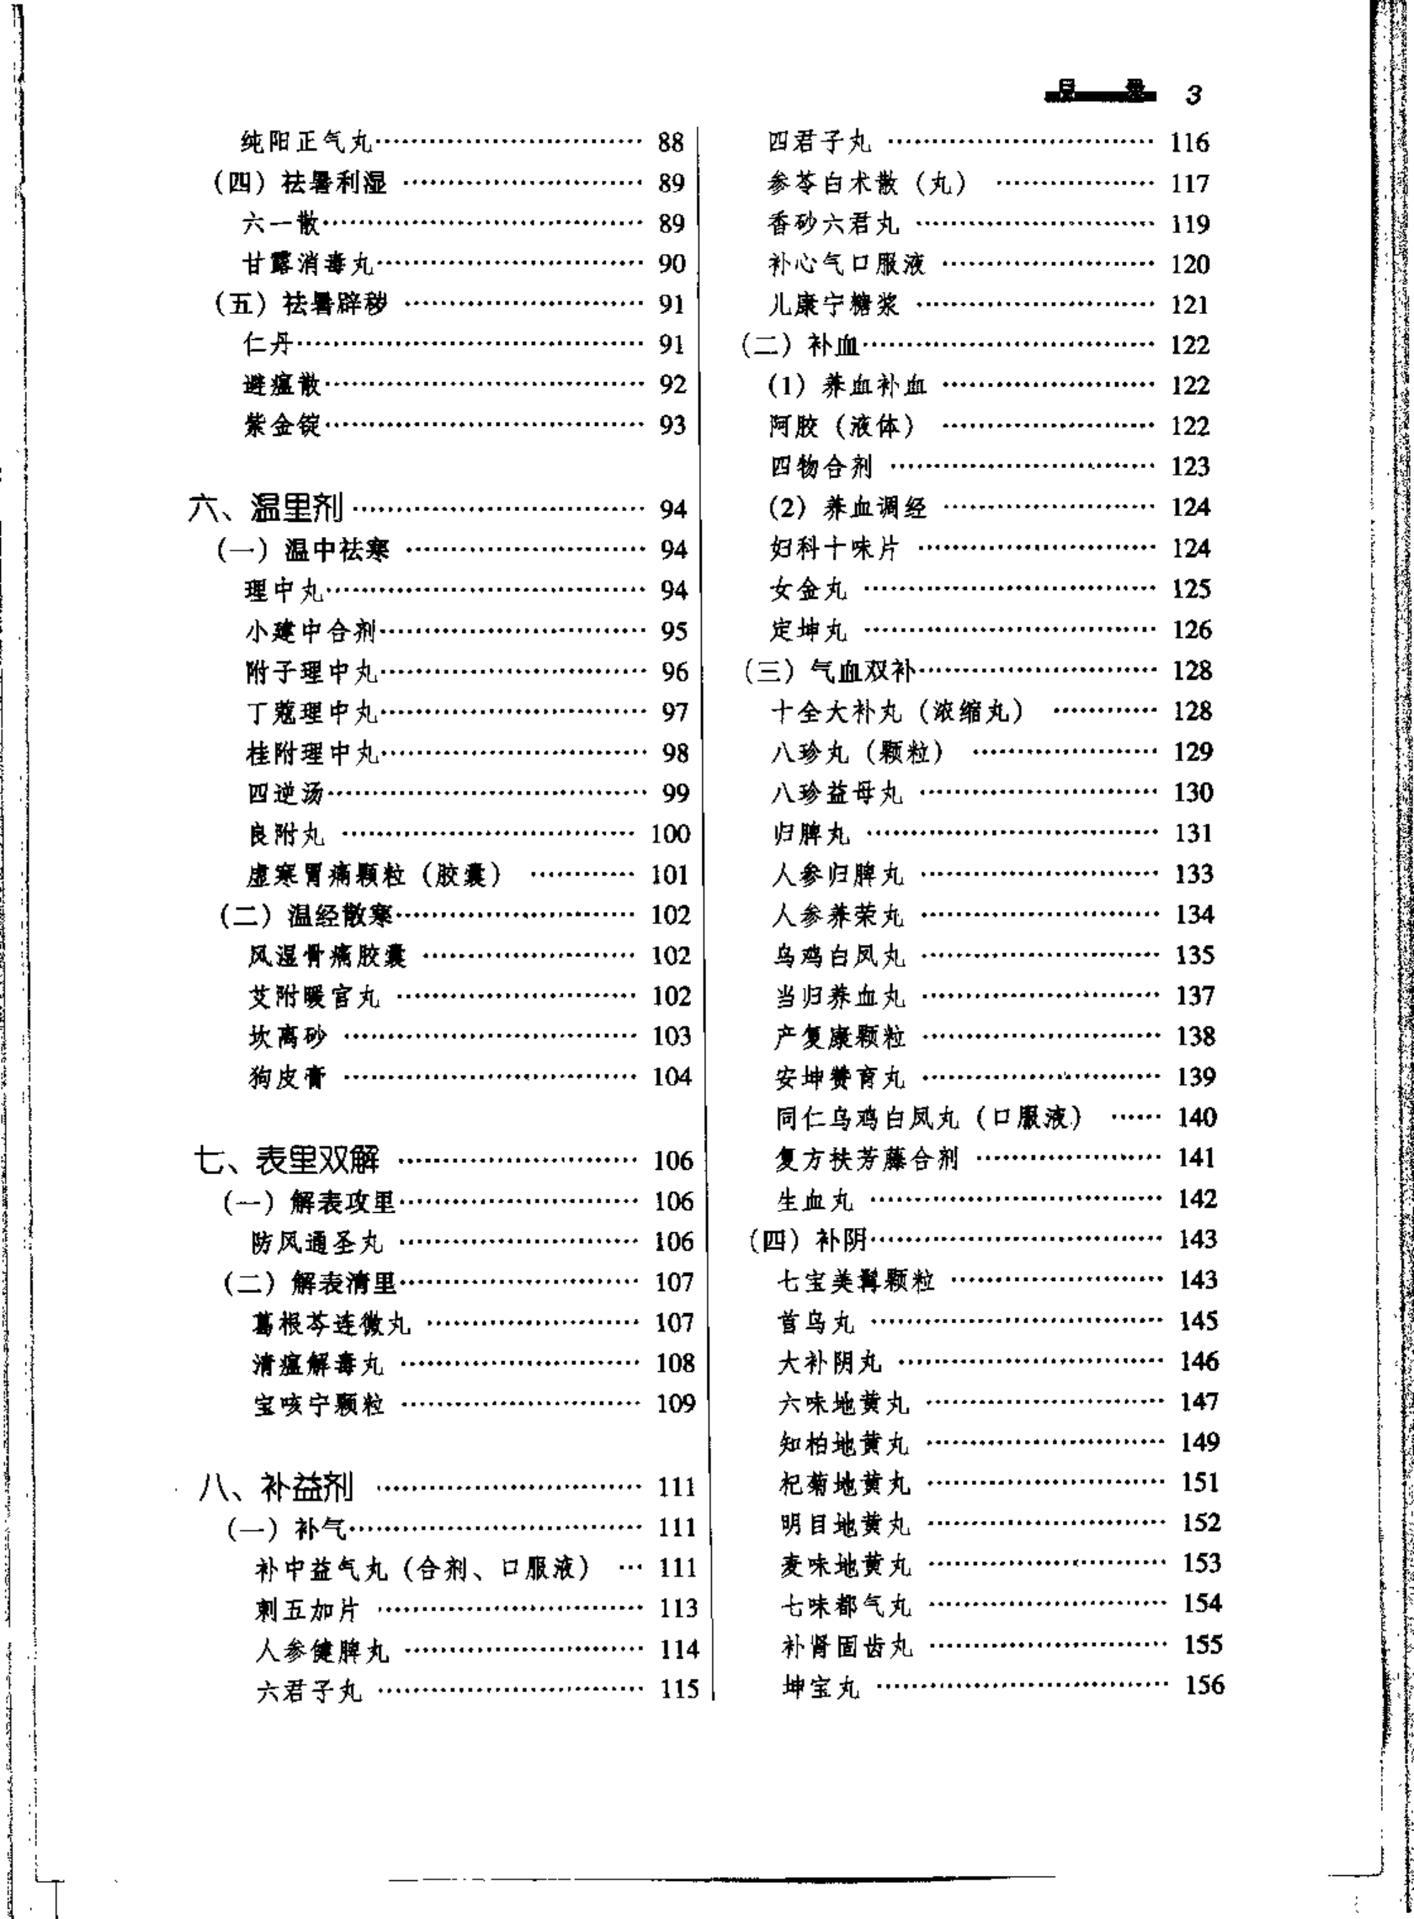 目 录 3
纯阳正气丸…………………………… 88
（四）祛暑利湿 ………………………… 89
六一散………………………………… 89
甘露消毒丸…………………………… 90
（五）祛暑辟秽 ………………………… 91
仁丹…………………………………… 91
避瘟散………………………………… 92
紫金锭………………………………… 93
六、温里剂……………………………… 94
（一）温中祛寒 ………………………… 94
理中丸………………………………… 94
小建中合剂…………………………… 95
附子理中丸…………………………… 96
丁蔻理中丸…………………………… 97
桂附理中丸…………………………… 98
四逆汤………………………………… 99
良附丸 ……………………………… 100
虚寒胃痛颗粒（胶囊） ………… 101
（二）温经散寒………………………… 102
风湿骨痛胶囊 ……………………… 102
艾附暖宫丸 ………………………… 102
坎离砂 ……………………………… 103
狗皮膏 ……………………………… 104
七、表里双解 ………………………… 106
（一）解表攻里………………………… 106
防风通圣丸 ………………………… 106
（二）解表清里………………………… 107
葛根芩连微丸 ……………………… 107
清瘟解毒丸 ………………………… 108
宝咳宁颗粒 ………………………… 109
八、补益剂 …………………………… 111
（一）补气……………………………… 111
补中益气丸（合剂、口服液） … 111
刺五加片 …………………………… 113
人参健脾丸 ………………………… 114
六君子丸 …………………………… 115
四君子丸 …………………………… 116
参苓白术散（丸） ……………… 117
香砂六君丸 ………………………… 119
补心气口服液 ……………………… 120
儿康宁糖浆 ………………………… 121
（二）补血……………………………… 122
(1) 养血补血 ……………………… 122
阿胶（液体） ……………………… 122
四物合剂 …………………………… 123
(2) 养血调经 ……………………… 124
妇科十味片 ………………………… 124
女金丸 ……………………………… 125
定坤丸 ……………………………… 126
（三）气血双补………………………… 128
十全大补丸（浓缩丸） ………… 128
八珍丸（颗粒） …………………… 129
八珍益母丸 ………………………… 130
归脾丸 ……………………………… 131
人参归脾丸 ………………………… 133
人参养荣丸 ………………………… 134
乌鸡白凤丸 ………………………… 135
当归养血丸 ………………………… 137
产复康颗粒 ………………………… 138
安坤赞育丸 ………………………… 139
同仁乌鸡白凤丸（口服液） …… 140
复方扶芳藤合剂 …………………… 141
生血丸 ……………………………… 142
（四）补阴……………………………… 143
七宝美髯颗粒 ……………………… 143
首乌丸 ……………………………… 145
大补阴丸 …………………………… 146
六味地黄丸 ………………………… 147
知柏地黄丸 ………………………… 149
杞菊地黄丸 ………………………… 151
明目地黄丸 ………………………… 152
麦味地黄丸 ………………………… 153
七味都气丸 ………………………… 154
补肾固齿丸 ………………………… 155
坤宝丸 ……………………………… 156